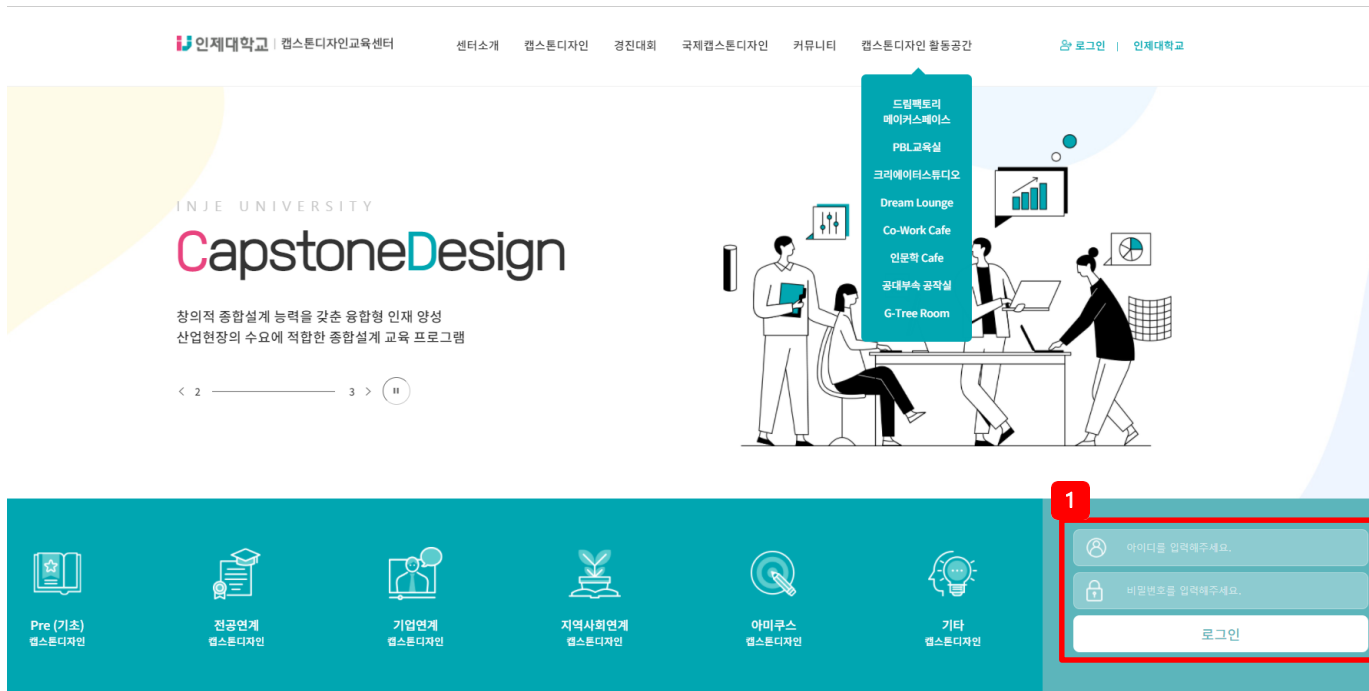 인제대학교 | 캡스톤디자인교육센터
센터소개 캡스톤디자인 경진대회 국제캡스톤디자인 커뮤니티 캡스톤디자인 활동공간
로그인 | 인제대학교
드림팩토리
메이커스페이스
PBL교육실
크리에이터스튜디오
Dream Lounge
Co-Work Cafe
인문학 Cafe
공대부속 공작실
G-Tree Room
INJE UNIVERSITY
CapstoneDesign
창의적 종합설계 능력을 갖춘 융합형 인재 양성
산업현장의 수요에 적합한 종합설계 교육 프로그램
2 3
Pre (기초)
캡스톤디자인
전공연계
캡스톤디자인
기업연계
캡스톤디자인
지역사회연계
캡스톤디자인
아미쿠스
캡스톤디자인
기타
캡스톤디자인
1
아이디를 입력해주세요.
비밀번호를 입력해주세요.
로그인